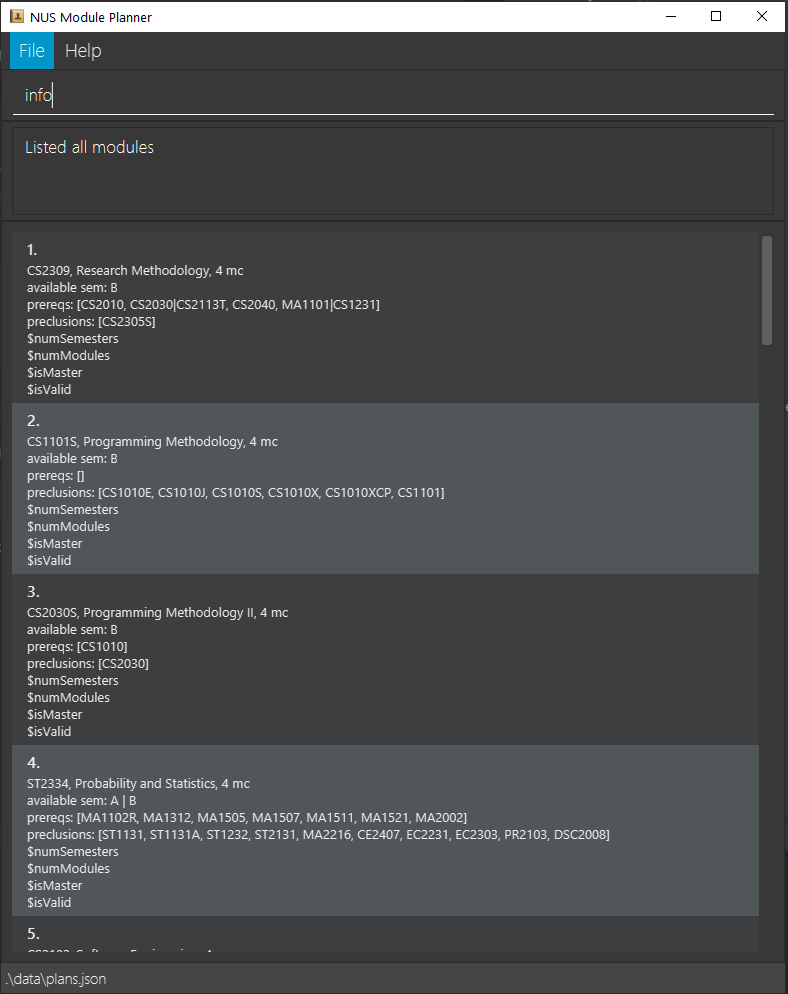 NUS Module Planner
File Help
info
Listed all modules
1.
CS2309, Research Methodology, 4 mc
available sem: B
prereqs: [CS2010, CS2030|CS2113T, CS2040, MA1101|CS1231]
preclusions: [CS2305S]
$numSemesters
$numModules
$isMaster
$isValid
2.
CS1101S, Programming Methodology, 4 mc
available sem: B
prereqs: []
preclusions: [CS1010E, CS1010J, CS1010S, CS1010X, CS1010XCP, CS1101]
$numSemesters
$numModules
$isMaster
$isValid
3.
CS2030S, Programming Methodology II, 4 mc
available sem: B
prereqs: [CS1010]
preclusions: [CS2030]
$numSemesters
$numModules
$isMaster
$isValid
4.
ST2334, Probability and Statistics, 4 mc
available sem: A | B
prereqs: [MA1102R, MA1312, MA1505, MA1507, MA1511, MA1521, MA2002]
preclusions: [ST1131, ST1131A, ST1232, ST2131, MA2216, CE2407, EC2231, EC2303, PR2103, DSC2008]
$numSemesters
$numModules
$isMaster
$isValid
5.
.\data\plans.json